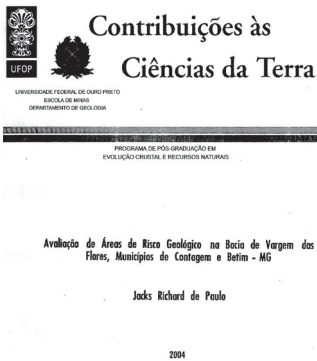 Contribuições às
Ciências da Terra
UFOP
UNIVERSIDADE FEDERAL DE OURO PRETO
ESCOLA DE MINAS
DEPARTAMENTO DE GEOLOGIA
PROGRAMA DE PÓS-GRADUAÇÃO EM
EVOLUÇÃO CRUSTAL E RECURSOS NATURAIS
Avaliação de Áreas de Risco Geológico na Bacia de Vargem das
Flores, Municípios de Contagem e Betim - MG
Jacks Richard de Paulo
2004